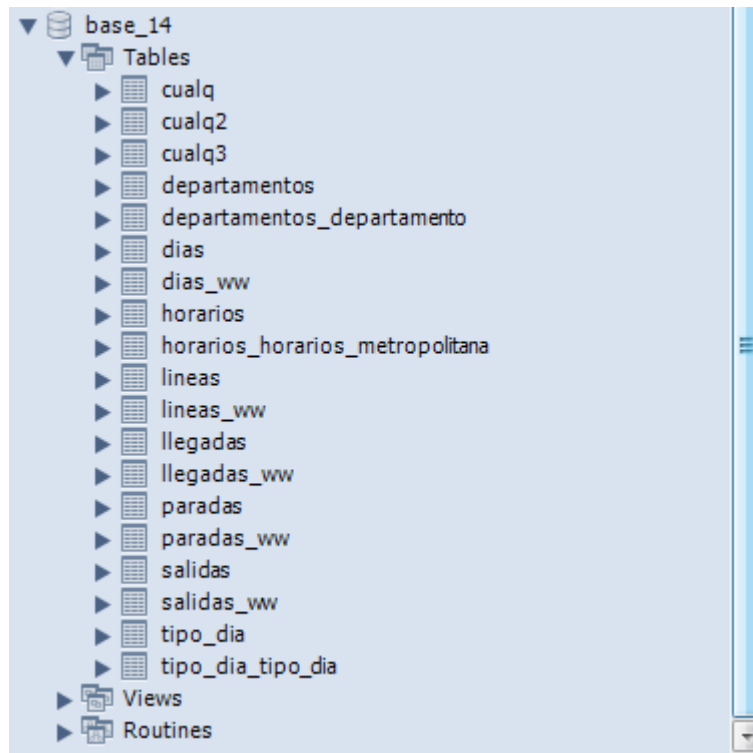 base_14
Tables
cualq
cualq2
cualq3
departamentos
departamentos_departamento
dias
dias_ww
horarios
horarios_horarios_metropolitana
lineas
lineas_ww
llegadas
llegadas_ww
paradas
paradas_ww
salidas
salidas_ww
tipo_dia
tipo_dia_tipo_dia
Views
Routines